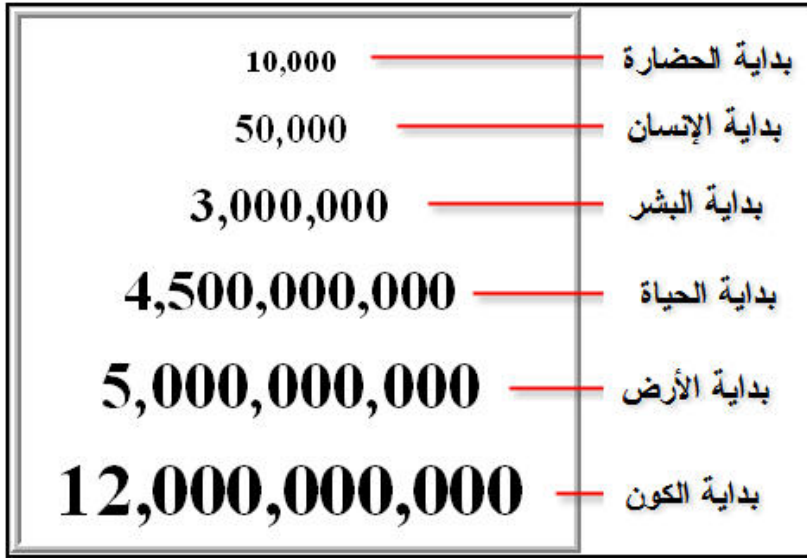 بداية الحضارة 10,000
بداية الإنسان 50,000
بداية البشر 3,000,000
بداية الحياة 4,500,000,000
بداية الأرض 5,000,000,000
بداية الكون 12,000,000,000